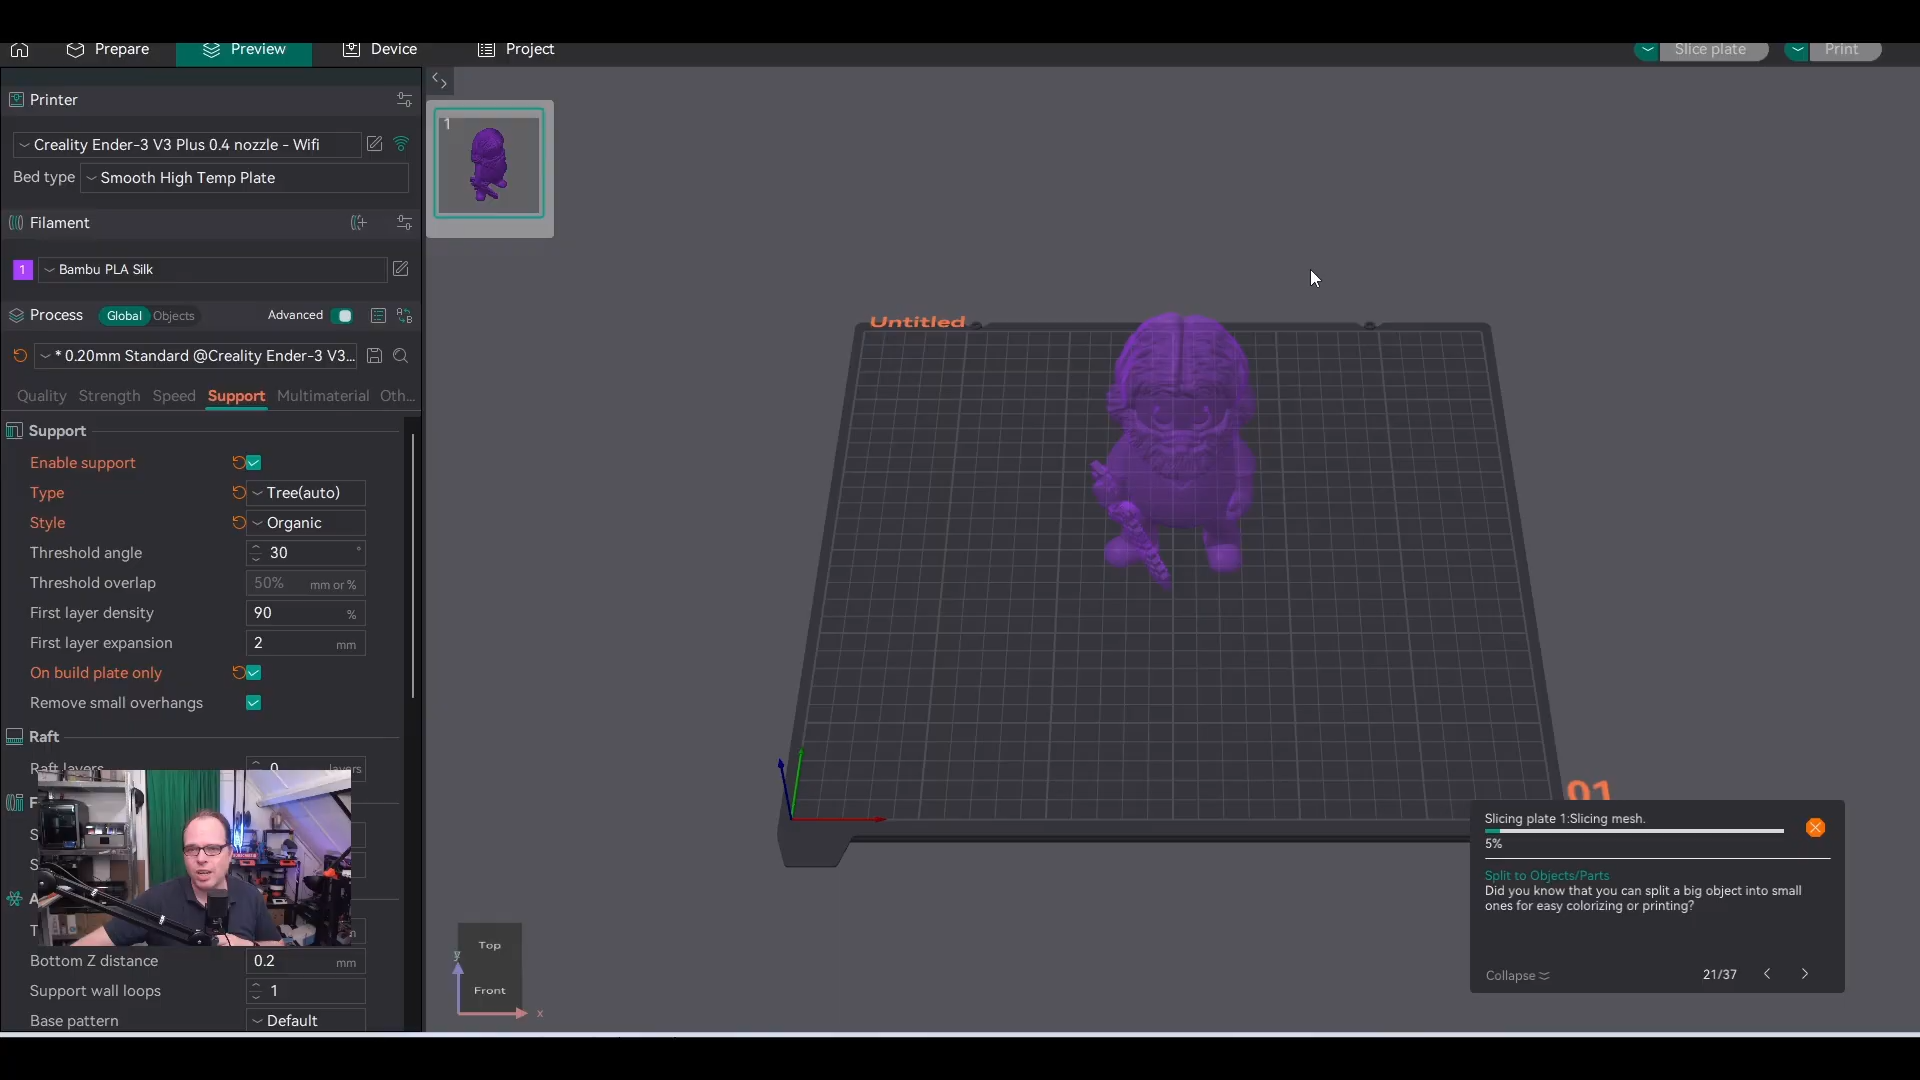 Prepare
Preview
Device
Project
Slice plate
Print
Printer
Creality Ender-3 V3 Plus 0.4 nozzle - Wifi
Bed type
Smooth High Temp Plate
Filament
1
Bambu PLA Silk
Process
Global
Objects
Advanced
* 0.20mm Standard @Creality Ender-3 V3...
Quality
Strength
Speed
Support
Multimaterial
Oth...
Support
Enable support
Type
Tree(auto)
Style
Organic
Threshold angle
30 °
Threshold overlap
50% mm or %
First layer density
90 %
First layer expansion
2 mm
On build plate only
Remove small overhangs
Raft
Raft layers
0 layers
Bottom Z distance
0.2 mm
Support wall loops
1
Base pattern
Default
1
Untitled
01
Top
Front
y
x
Slicing plate 1:Slicing mesh.
5%
Split to Objects/Parts
Did you know that you can split a big object into small
ones for easy colorizing or printing?
Collapse
21/37